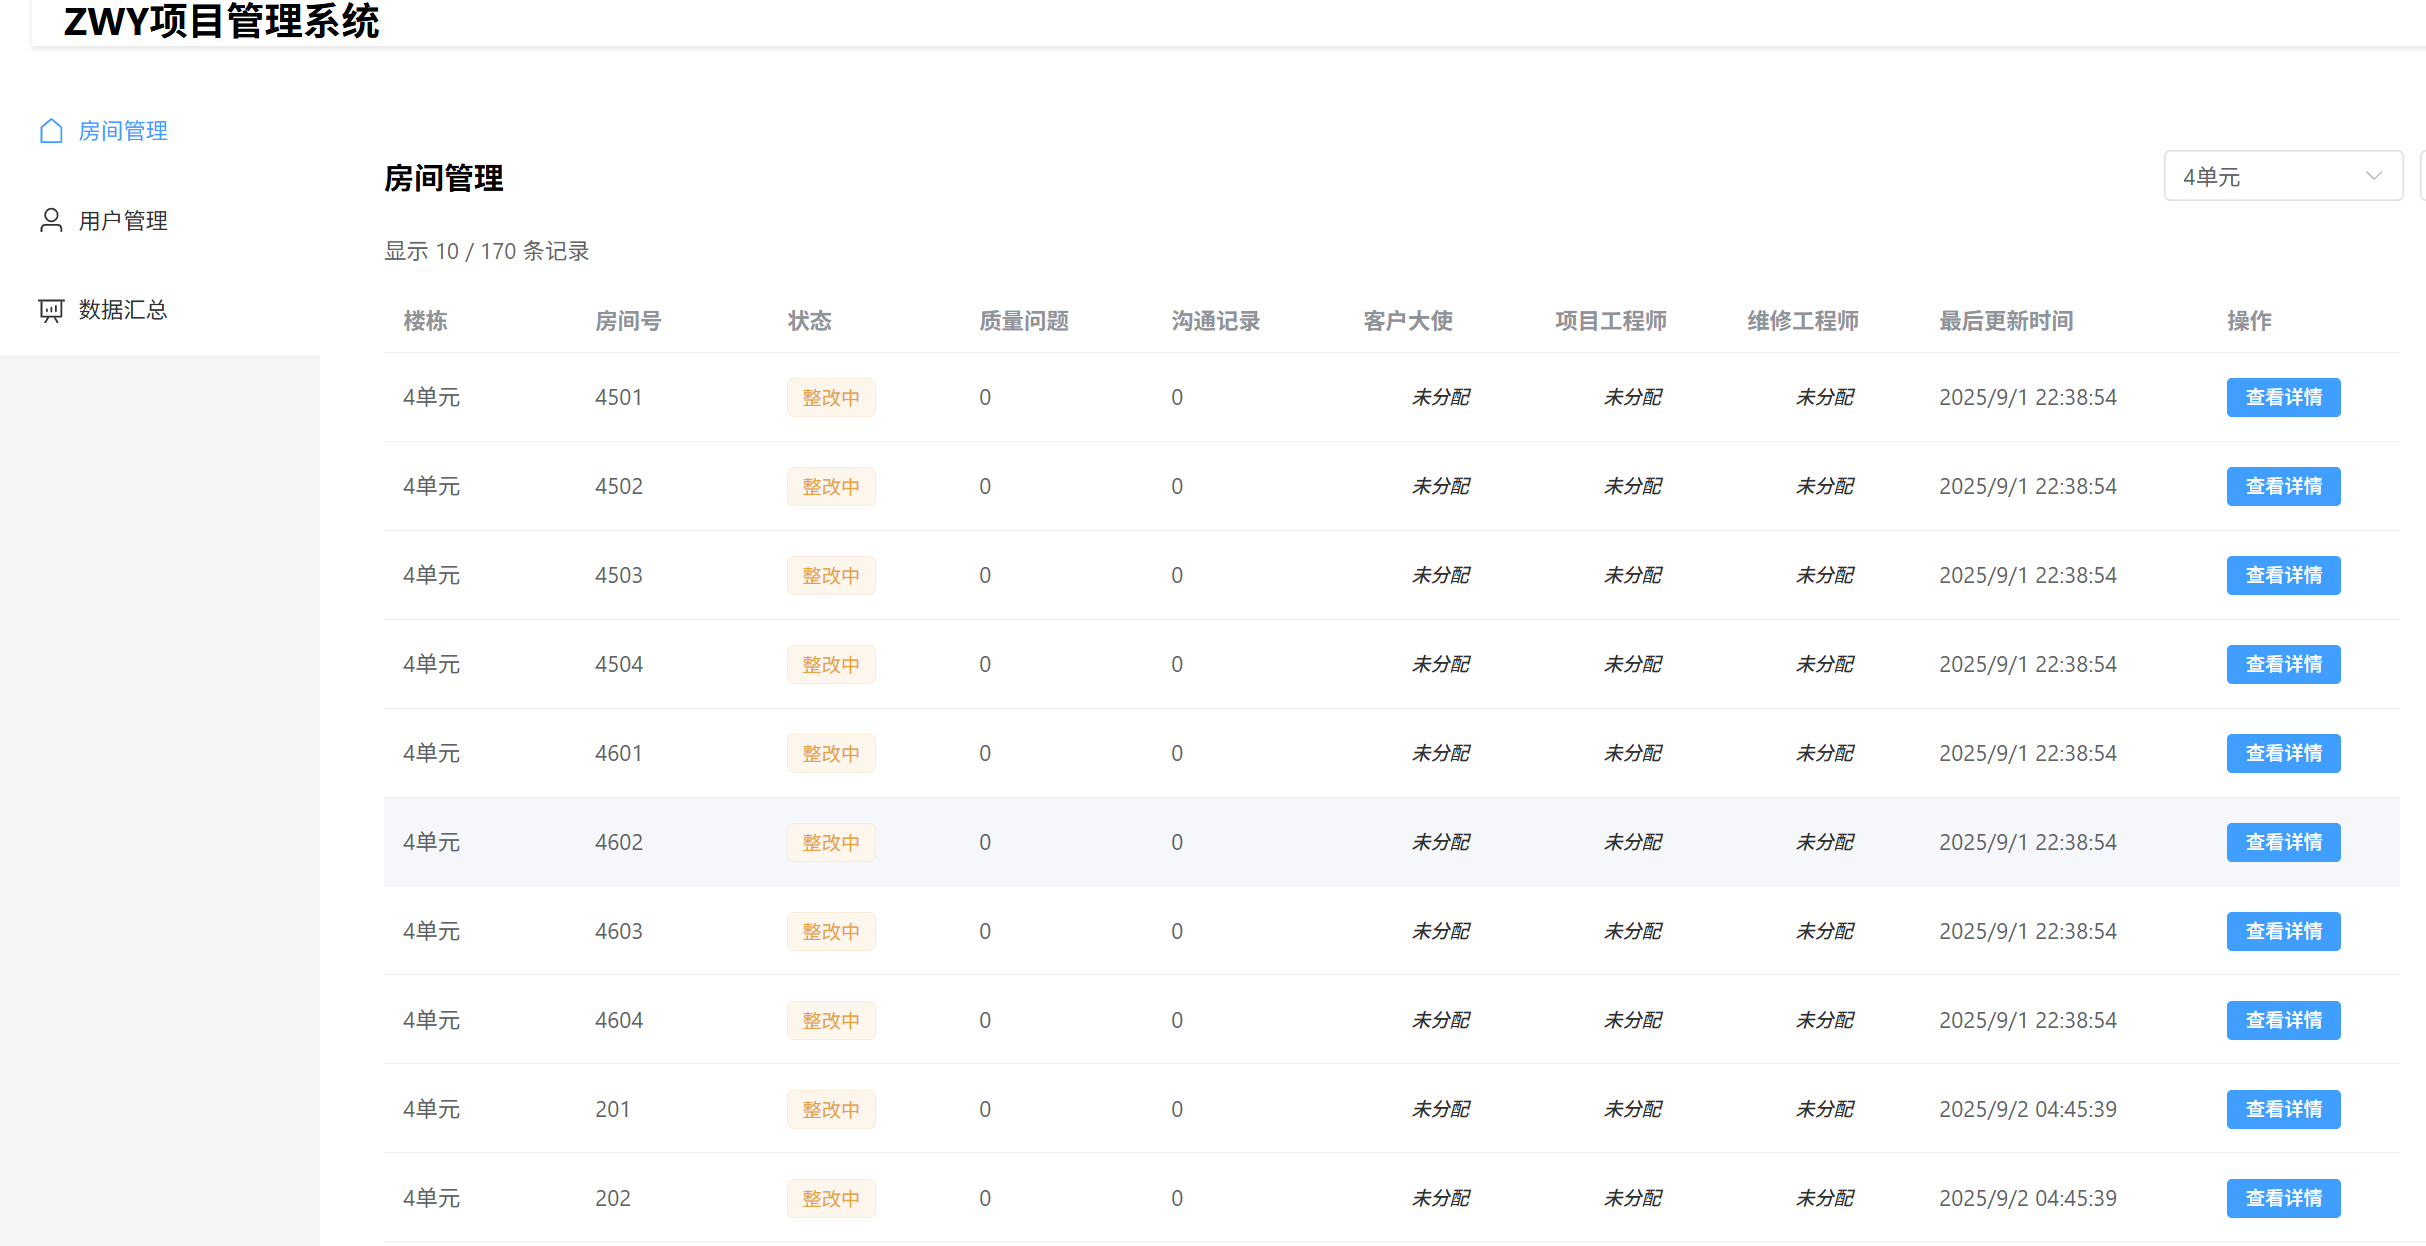 ZWY项目管理系统
房间管理
用户管理
数据汇总
房间管理
4单元
显示 10 / 170 条记录
楼栋 房间号 状态 质量问题 沟通记录 客户大使 项目工程师 维修工程师 最后更新时间 操作
4单元 4501 整改中 0 0 未分配 未分配 未分配 2025/9/1 22:38:54 查看详情
4单元 4502 整改中 0 0 未分配 未分配 未分配 2025/9/1 22:38:54 查看详情
4单元 4503 整改中 0 0 未分配 未分配 未分配 2025/9/1 22:38:54 查看详情
4单元 4504 整改中 0 0 未分配 未分配 未分配 2025/9/1 22:38:54 查看详情
4单元 4601 整改中 0 0 未分配 未分配 未分配 2025/9/1 22:38:54 查看详情
4单元 4602 整改中 0 0 未分配 未分配 未分配 2025/9/1 22:38:54 查看详情
4单元 4603 整改中 0 0 未分配 未分配 未分配 2025/9/1 22:38:54 查看详情
4单元 4604 整改中 0 0 未分配 未分配 未分配 2025/9/1 22:38:54 查看详情
4单元 201 整改中 0 0 未分配 未分配 未分配 2025/9/2 04:45:39 查看详情
4单元 202 整改中 0 0 未分配 未分配 未分配 2025/9/2 04:45:39 查看详情